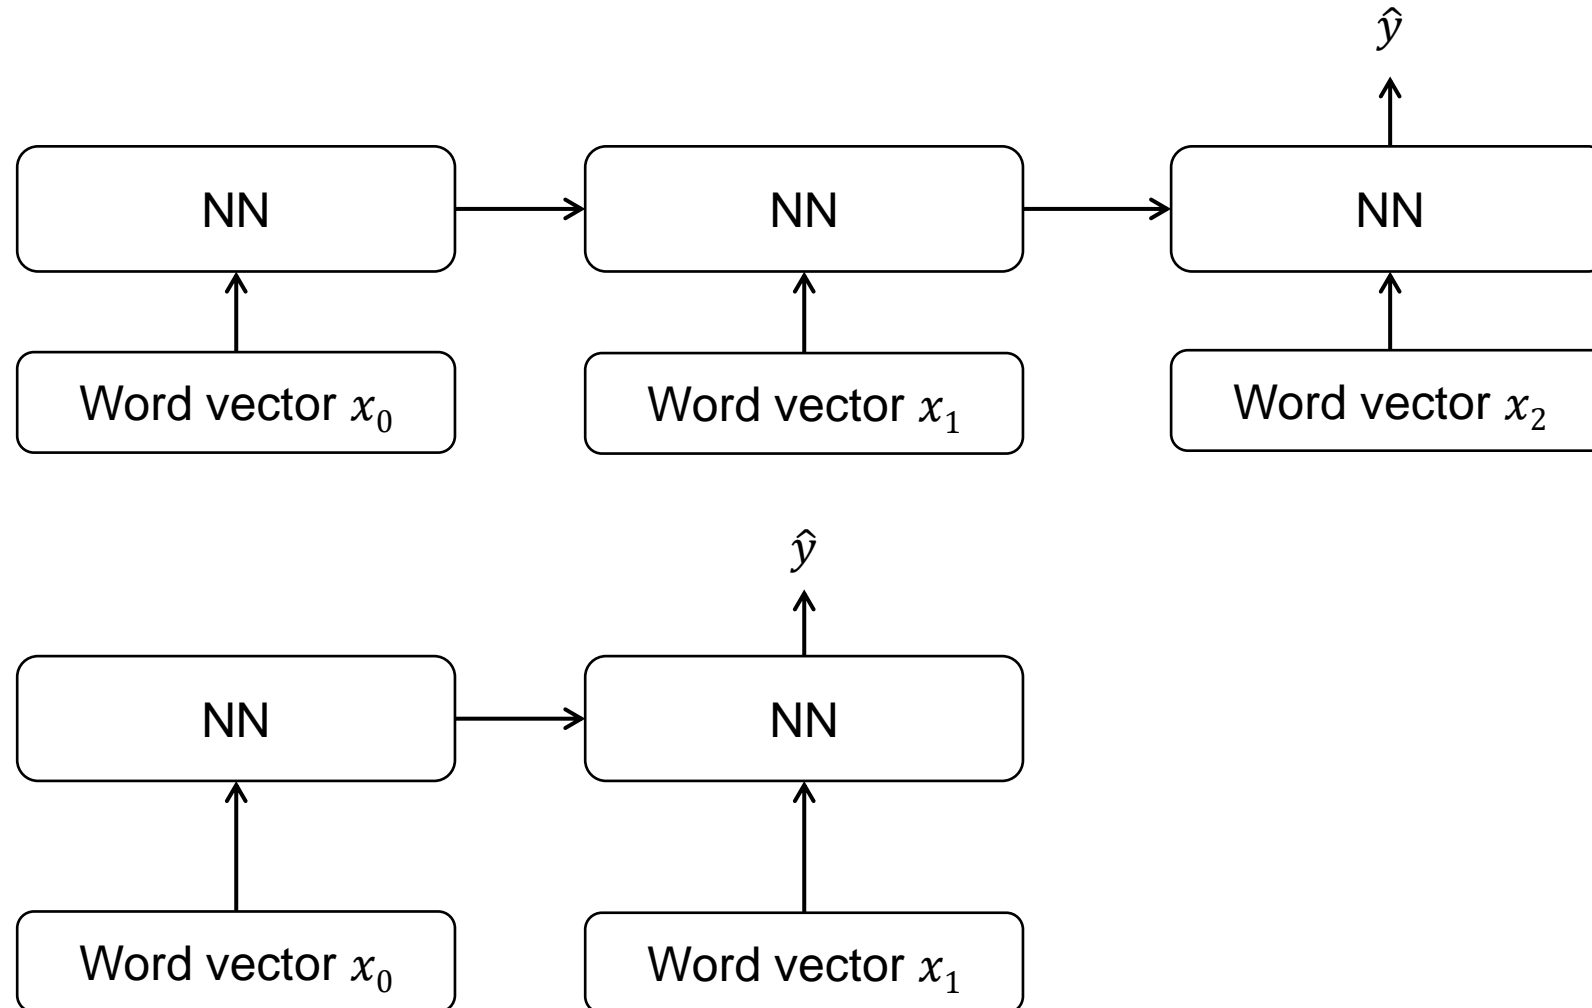 ŷ
NN NN NN
Word vector x₀ Word vector x₁ Word vector x₂
ŷ
NN NN
Word vector x₀ Word vector x₁